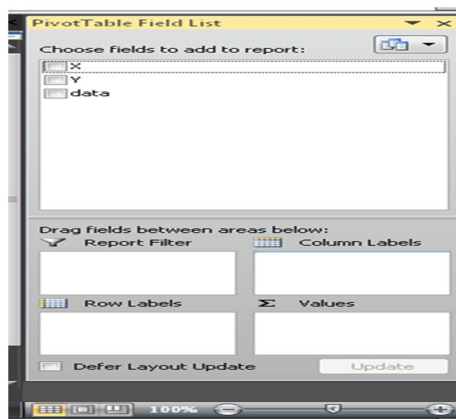 PivotTable Field List
Choose fields to add to report:
X
Y
data
Drag fields between areas below:
Report Filter
Column Labels
Row Labels
Σ Values
Defer Layout Update
Update
100%